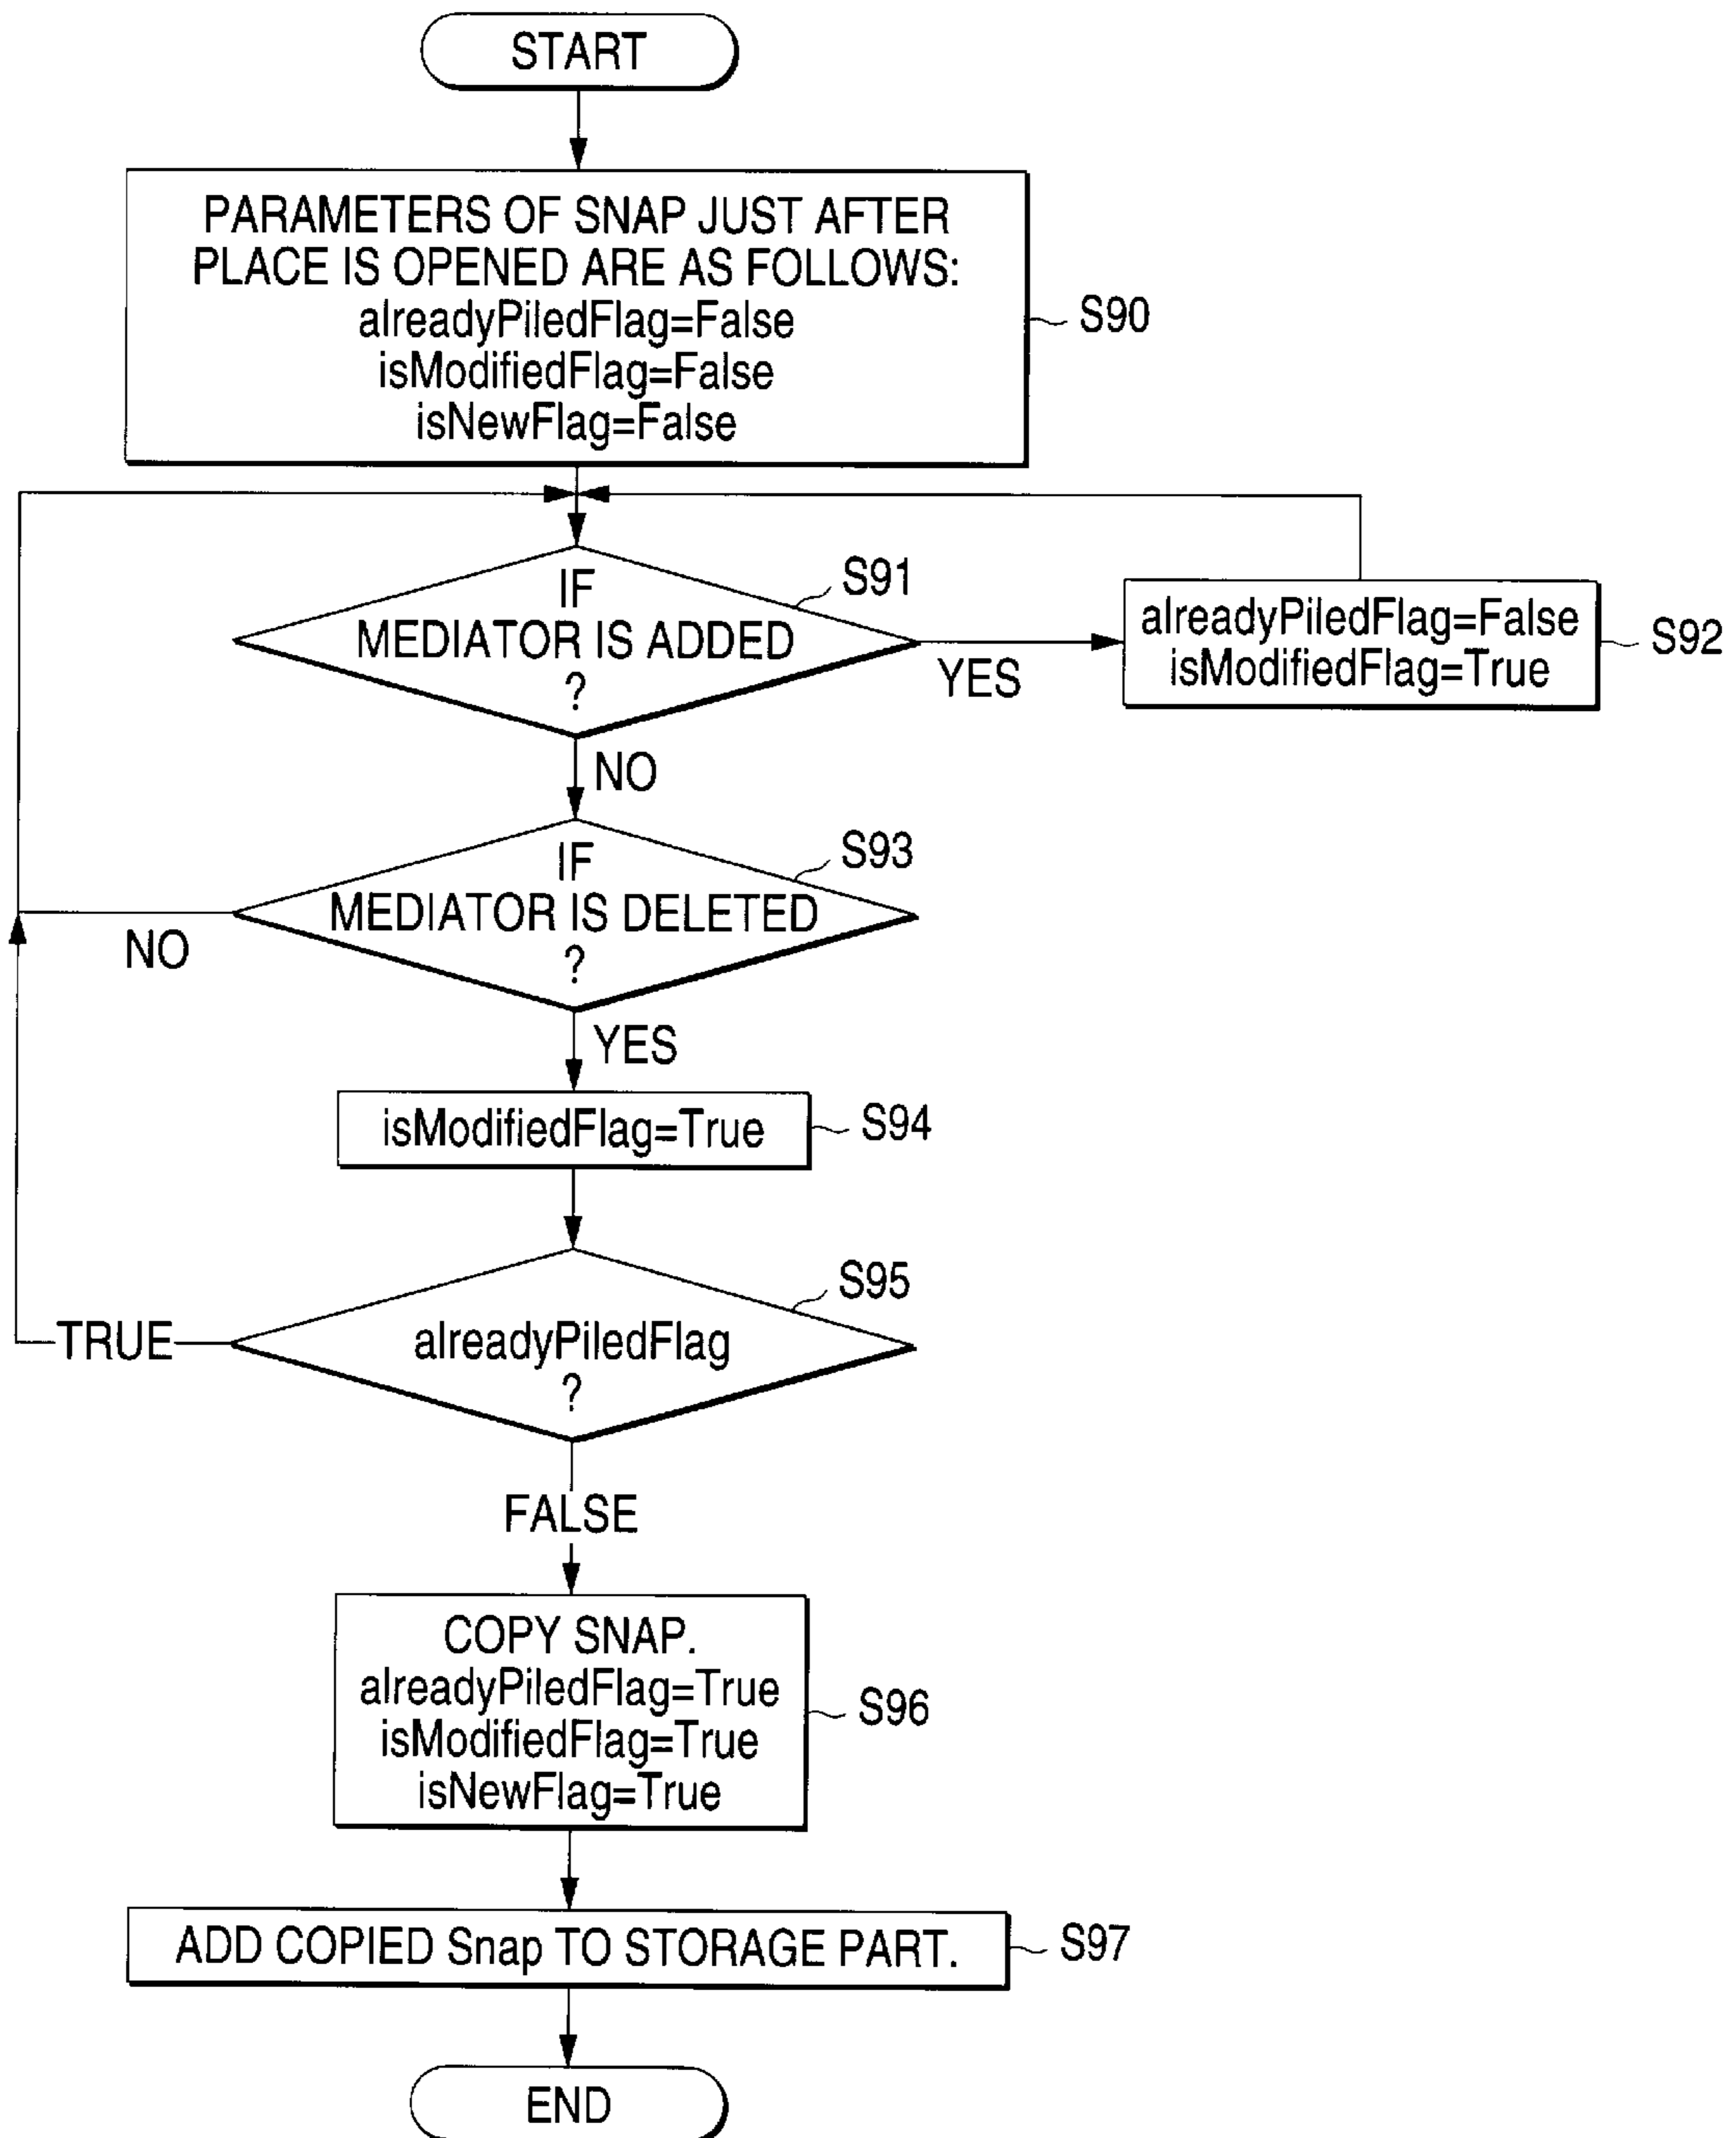 START
PARAMETERS OF SNAP JUST AFTER
PLACE IS OPENED ARE AS FOLLOWS:
alreadyPiledFlag=False
isModifiedFlag=False
isNewFlag=False
S90
IF
MEDIATOR IS ADDED
?
S91
YES
alreadyPiledFlag=False
isModifiedFlag=True
S92
NO
IF
MEDIATOR IS DELETED
?
S93
NO
YES
isModifiedFlag=True
S94
alreadyPiledFlag
?
S95
TRUE
FALSE
COPY SNAP.
alreadyPiledFlag=True
isModifiedFlag=True
isNewFlag=True
S96
ADD COPIED Snap TO STORAGE PART.
S97
END